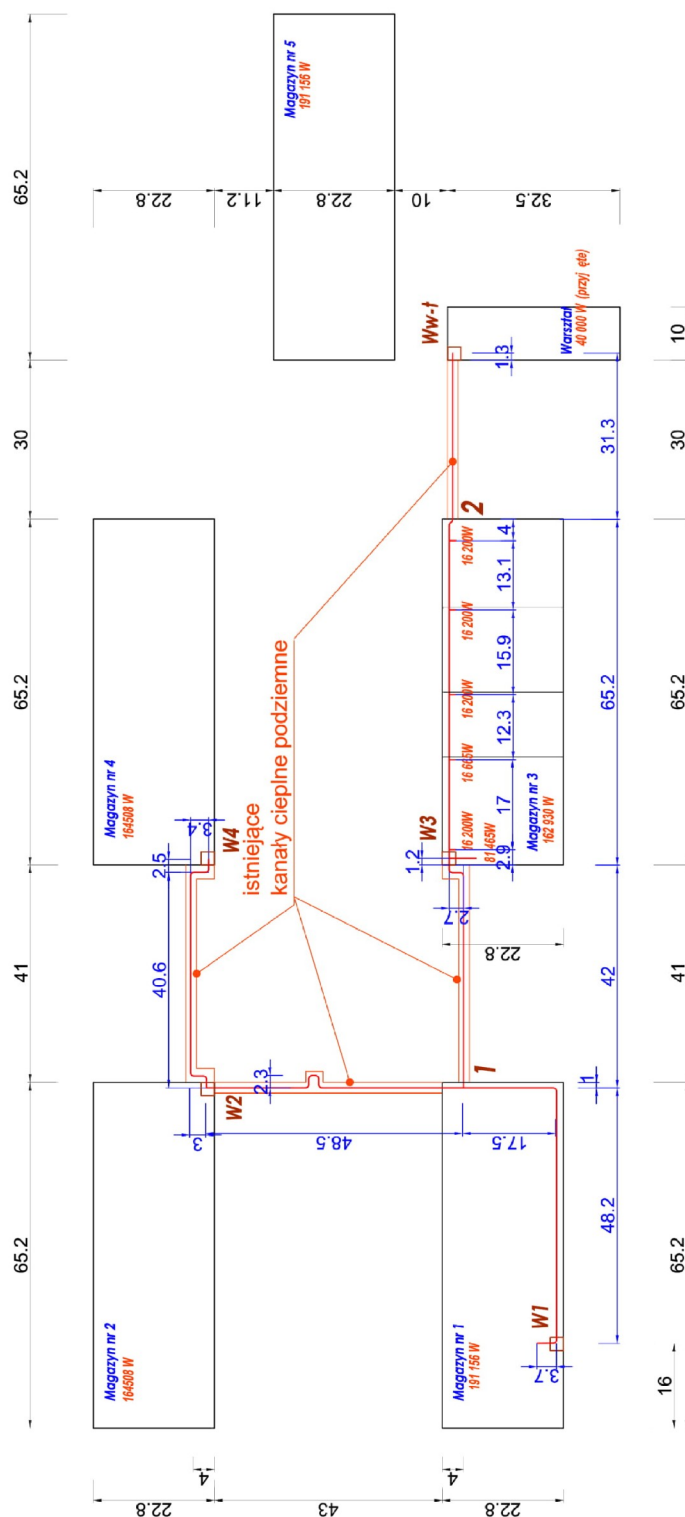 65.2
30
65.2
41
65.2
22.8
11.2
22.8
10
32.5
Magazyn nr 5
191 156 W
Ww-t
Warsztat
40 000 W (przyj ęte)
1.3
10
31.3
30
istniejące
kanały cieplne podziemne
Magazyn nr 4
164508 W
2
16 200W
4
16 200W
13.1
16 200W
15.9
16 665W
12.3
16 200W
17
81 465W
2.9
Magazyn nr 3
162 930 W
65.2
65.2
W4
3.4
2.5
W3
1.2
2.7
22.8
40.6
42
41
W2
2.3
3
48.5
1
1
17.5
48.2
65.2
Magazyn nr 2
164508 W
Magazyn nr 1
191 156 W
W1
3.7
16
4
4
22.8
43
22.8